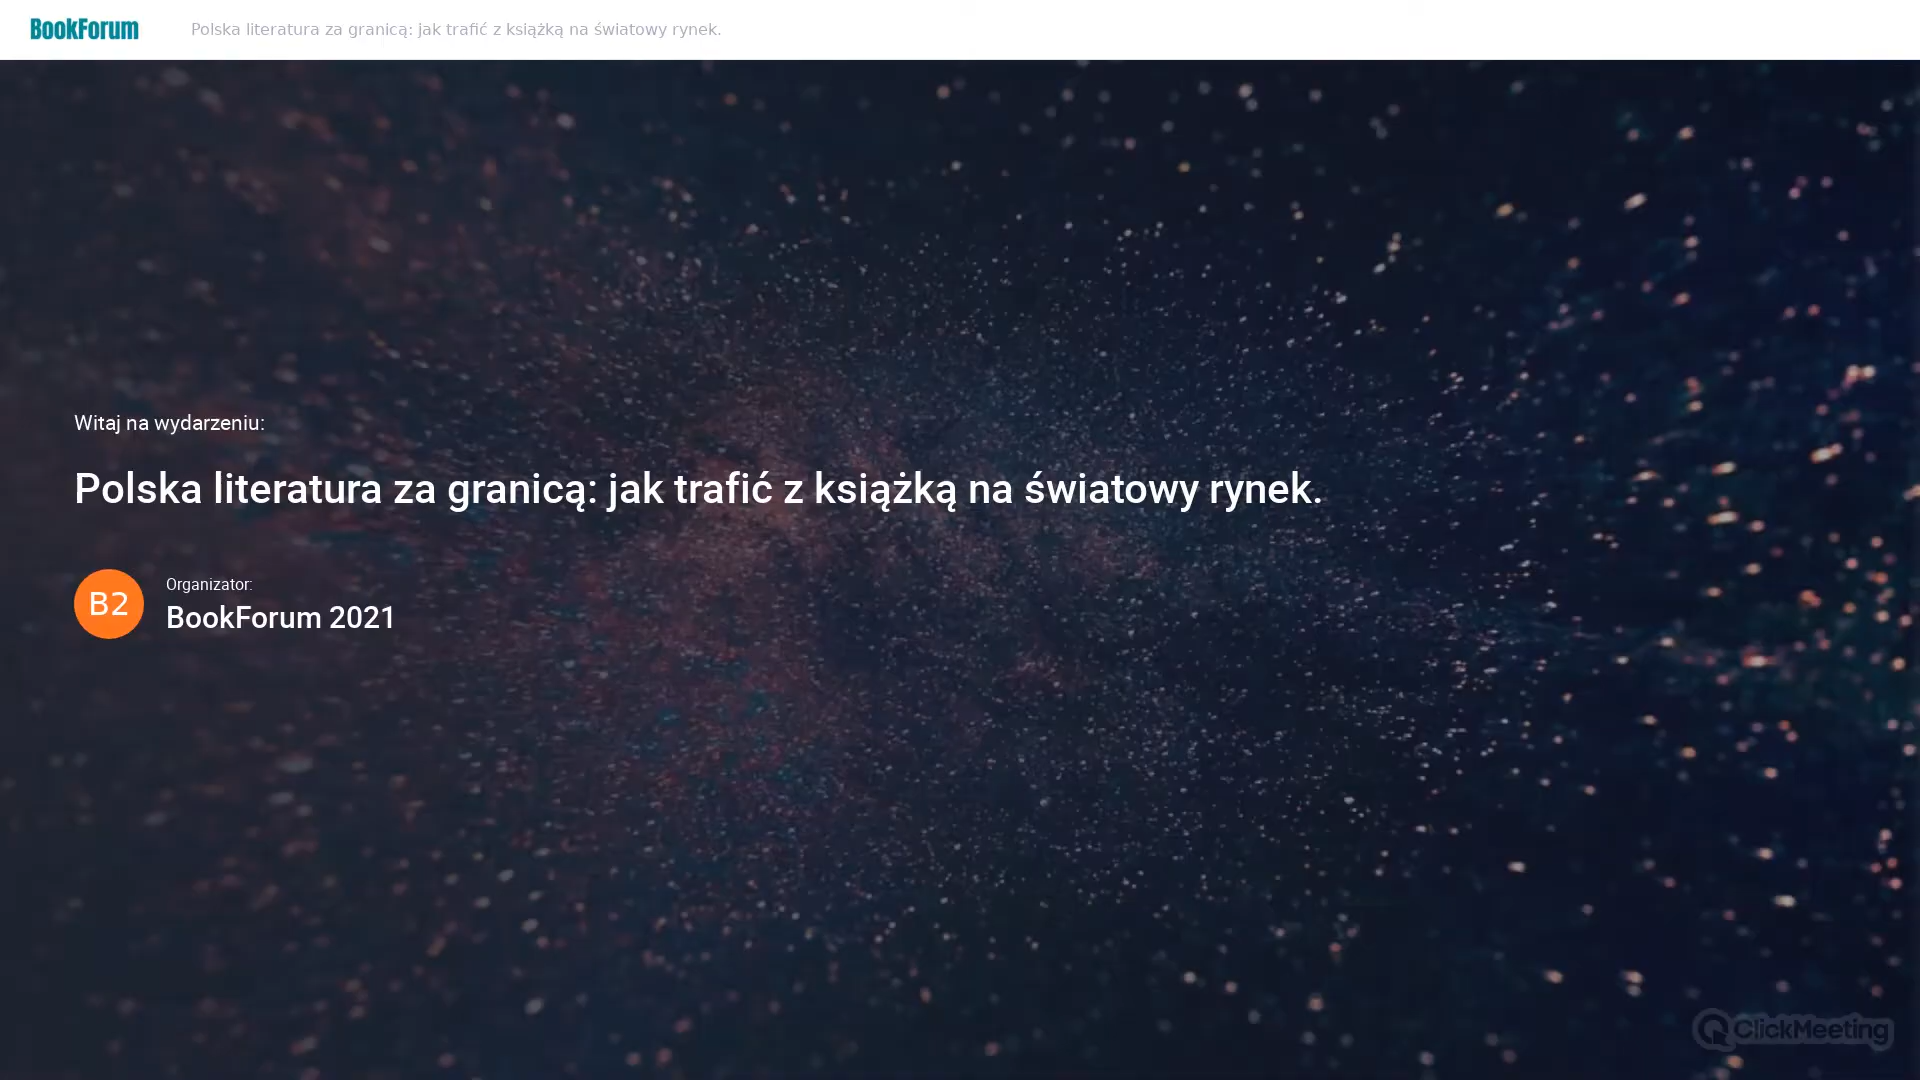 BookForum
Polska literatura za granicą: jak trafić z książką na światowy rynek.
Witaj na wydarzeniu:
Polska literatura za granicą: jak trafić z książką na światowy rynek.
B2
Organizator:
BookForum 2021
ClickMeeting